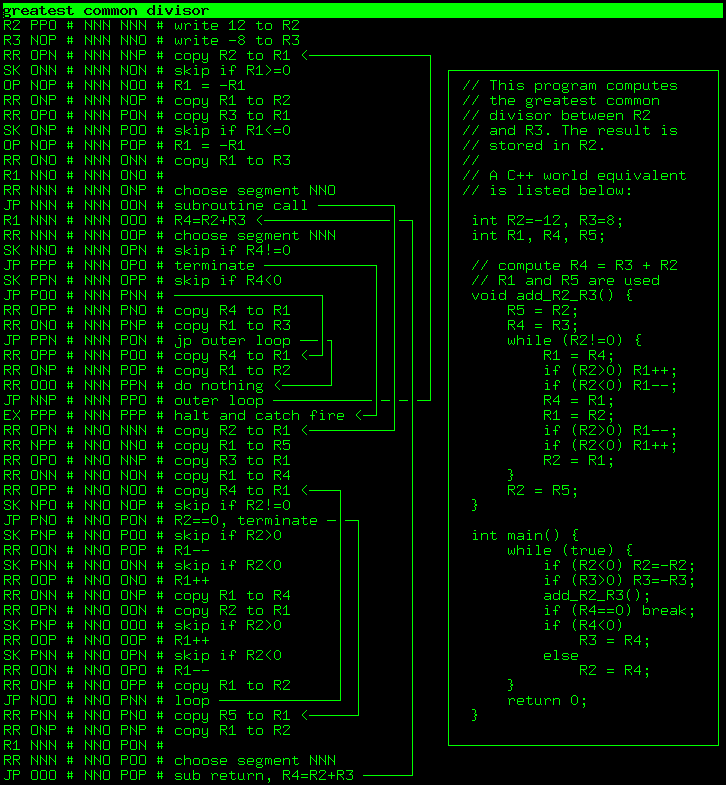 greatest common divisor
R2 PPO # NNN NNN # write 12 to R2
R3 NOP # NNN NNO # write -8 to R3
RR OPN # NNN NNP # copy R2 to R1
SK ONN # NNN NON # skip if R1>=0
OP NOP # NNN NOO # R1 = -R1
RR ONP # NNN NOP # copy R1 to R2
RR OPO # NNN PON # copy R3 to R1
SK ONP # NNN POO # skip if R1<=0
OP NOP # NNN POP # R1 = -R1
RR ONO # NNN ONN # copy R1 to R3
R1 NNO # NNN ONO #
RR NNN # NNN ONP # choose segment NNO
JP NNN # NNN OON # subroutine call
R1 NNN # NNN OOO # R4=R2+R3
RR NNN # NNN OOP # choose segment NNN
SK NNO # NNN OPN # skip if R4!=0
JP PPP # NNN OPO # terminate
SK PPN # NNN OPP # skip if R4<0
JP POO # NNN PNN #
RR OPP # NNN PNO # copy R4 to R1
RR ONO # NNN PNP # copy R1 to R3
JP PPN # NNN PON # jp outer loop
RR OPP # NNN POO # copy R4 to R1
RR ONP # NNN POP # copy R1 to R2
RR OOO # NNN PPN # do nothing
JP NNP # NNN PPO # outer loop
EX PPP # NNN PPP # halt and catch fire
RR OPN # NNO NNN # copy R2 to R1
RR NPP # NNO NNO # copy R1 to R5
RR OPO # NNO NNP # copy R3 to R1
RR ONN # NNO NON # copy R1 to R4
RR OPP # NNO NOO # copy R4 to R1
SK NPO # NNO NOP # skip if R2!=0
JP PNO # NNO PON # R2==0, terminate
SK PNP # NNO POO # skip if R2>0
RR OON # NNO POP # R1--
SK PNN # NNO ONN # skip if R2<0
RR OOP # NNO ONO # R1++
RR ONN # NNO ONP # copy R1 to R4
RR OPN # NNO OON # copy R2 to R1
SK PNP # NNO OOO # skip if R2>0
RR OOP # NNO OOP # R1++
SK PNN # NNO OPN # skip if R2<0
RR OON # NNO OPO # R1--
RR ONP # NNO OPP # copy R1 to R2
JP NOO # NNO PNN # loop
RR PNN # NNO PNO # copy R5 to R1
RR ONP # NNO PNP # copy R1 to R2
R1 NNN # NNO PON #
RR NNN # NNO POO # choose segment NNN
JP OOO # NNO POP # sub return, R4=R2+R3
// This program computes
// the greatest common
// divisor between R2
// and R3. The result is
// stored in R2.
//
// A C++ world equivalent
// is listed below:
int R2=-12, R3=8;
int R1, R4, R5;
// compute R4 = R3 + R2
// R1 and R5 are used
void add_R2_R3() {
R5 = R2;
R4 = R3;
while (R2!=0) {
R1 = R4;
if (R2>0) R1++;
if (R2<0) R1--;
R4 = R1;
R1 = R2;
if (R2>0) R1--;
if (R2<0) R1++;
R2 = R1;
}
R2 = R5;
}
int main() {
while (true) {
if (R2<0) R2=-R2;
if (R3>0) R3=-R3;
add_R2_R3();
if (R4==0) break;
if (R4<0)
R3 = R4;
else
R2 = R4;
}
return 0;
}